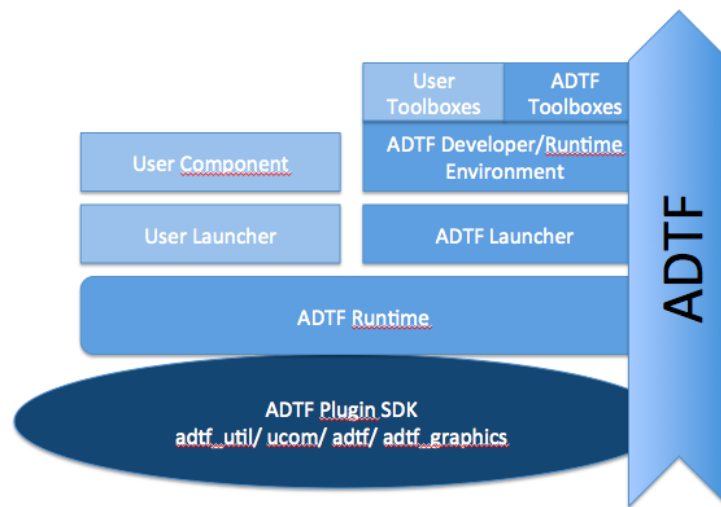 User
Toolboxes
ADTF
Toolboxes
User Component
ADTF Developer/Runtime
Environment
User Launcher
ADTF Launcher
ADTF Runtime
ADTF Plugin SDK
adtf_util/ ucom/ adtf/ adtf_graphics
ADTF